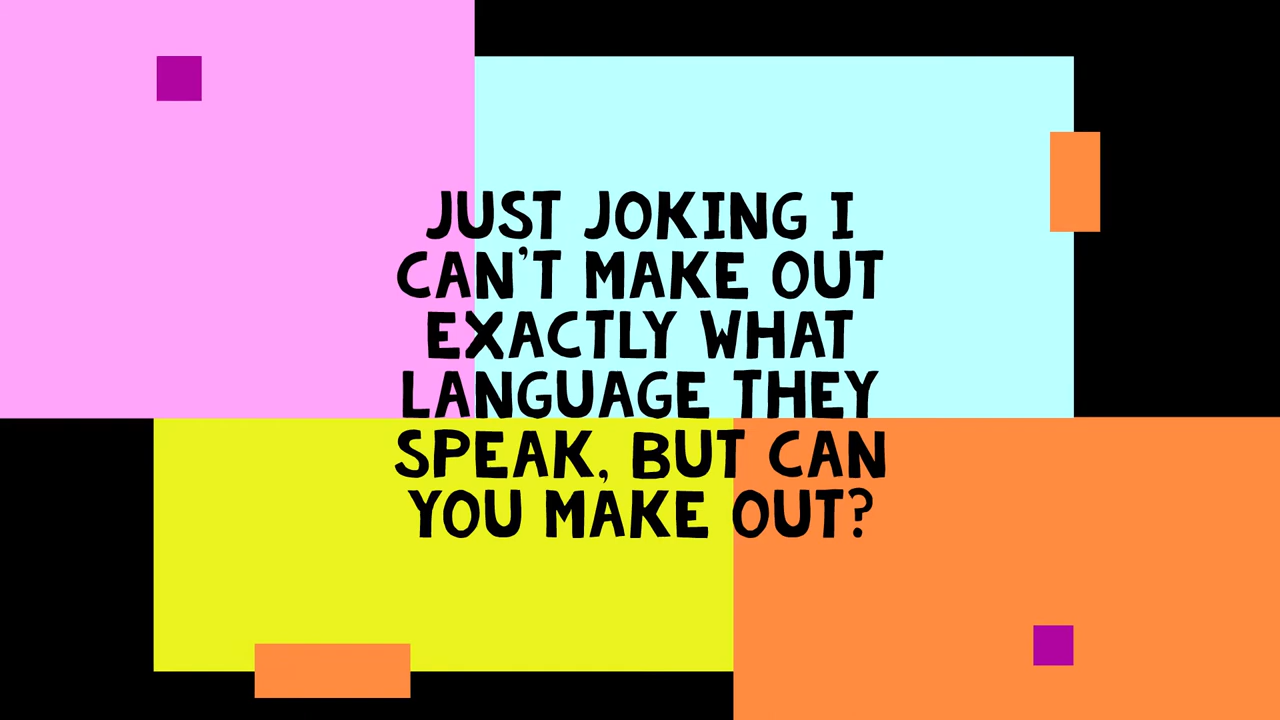 JUST JOKING I
CAN'T MAKE OUT
EXACTLY WHAT
LANGUAGE THEY
SPEAK, BUT CAN
YOU MAKE OUT?